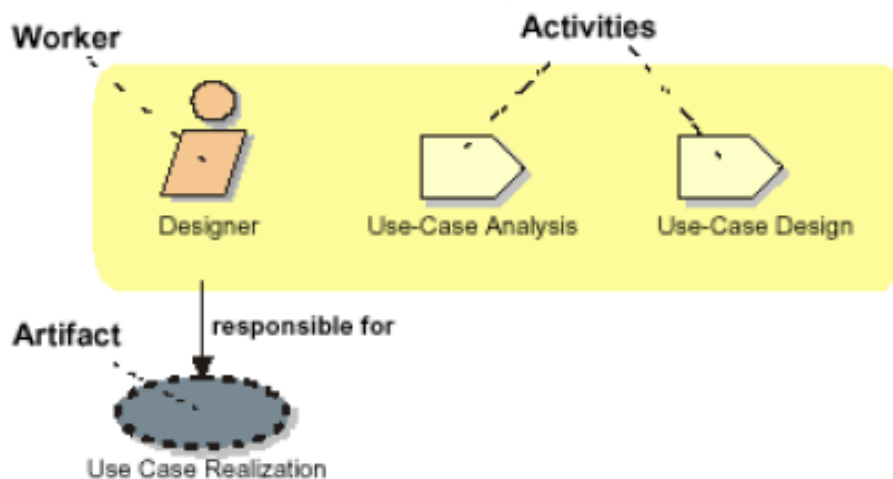 Worker
Activities
Designer
Use-Case Analysis
Use-Case Design
responsible for
Artifact
Use Case Realization